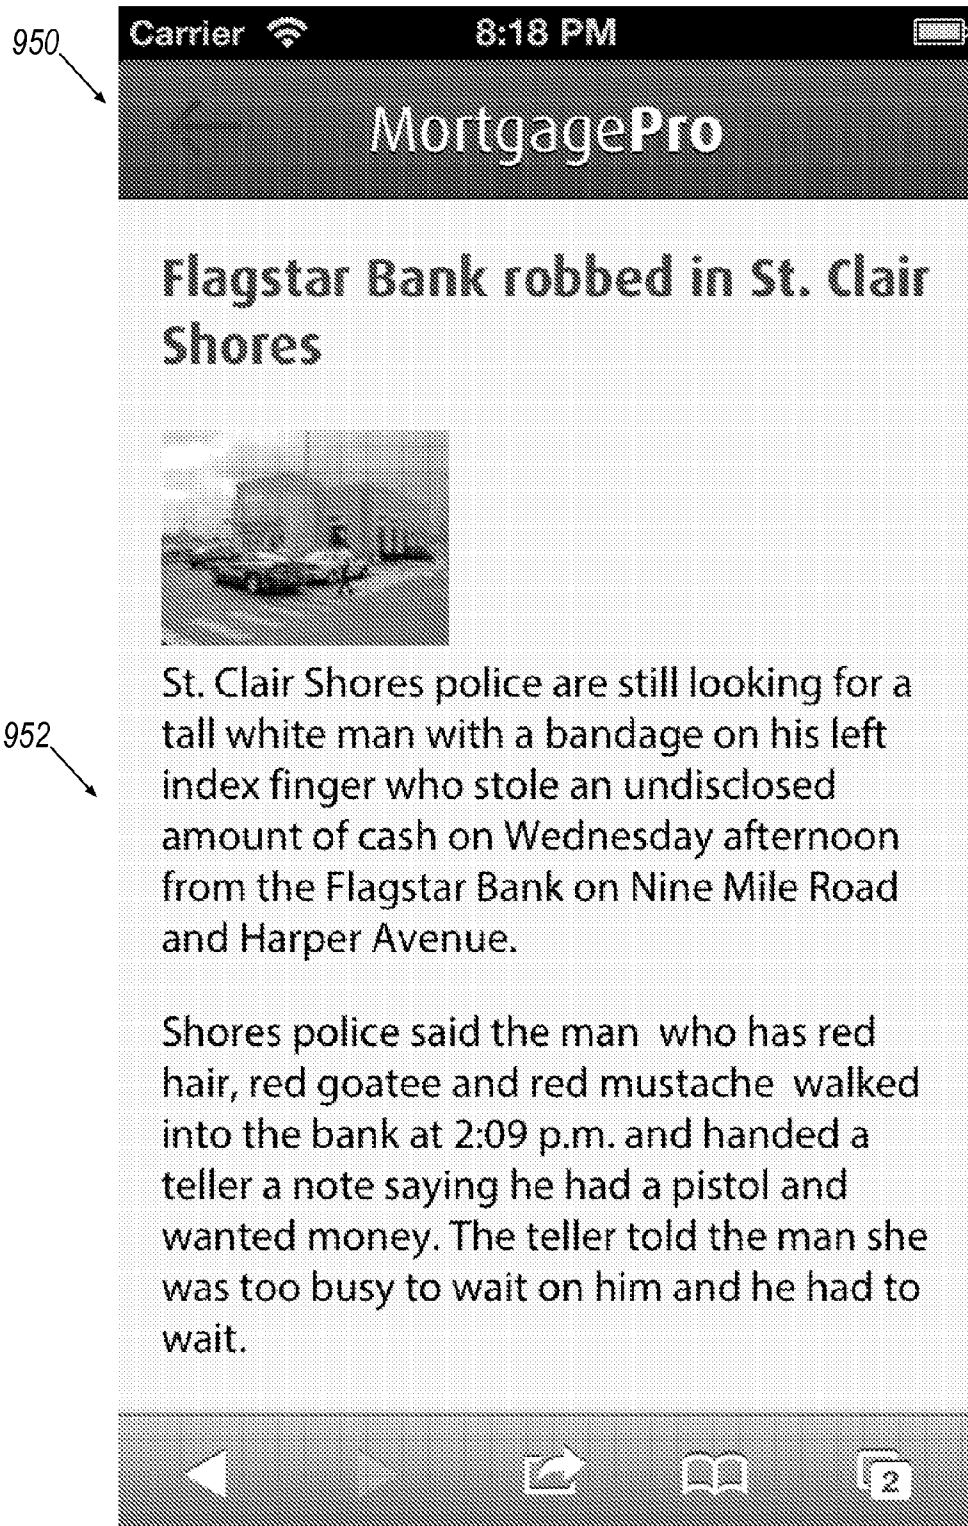 950
Carrier 8:18 PM
MortgagePro
Flagstar Bank robbed in St. Clair
Shores
St. Clair Shores police are still looking for a
952
tall white man with a bandage on his left
index finger who stole an undisclosed
amount of cash on Wednesday afternoon
from the Flagstar Bank on Nine Mile Road
and Harper Avenue.
Shores police said the man who has red
hair, red goatee and red mustache walked
into the bank at 2:09 p.m. and handed a
teller a note saying he had a pistol and
wanted money. The teller told the man she
was too busy to wait on him and he had to
wait.
2